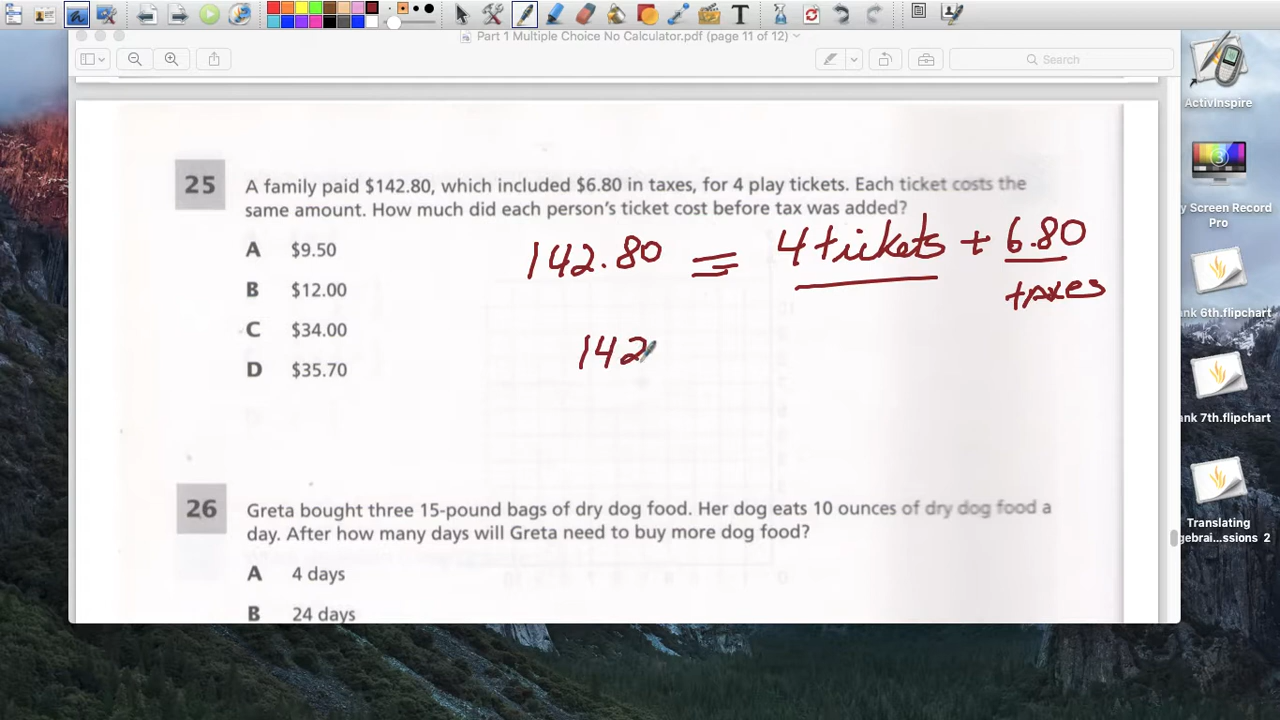 Part 1 Multiple Choice No Calculator.pdf (page 11 of 12)
Search
ActivInspire
y Screen Record
Pro
nk 6th.flipchart
nk 7th.flipchart
Translating
lgebrai...ssions 2
25 A family paid $142.80, which included $6.80 in taxes, for 4 play tickets. Each ticket costs the
same amount. How much did each person's ticket cost before tax was added?
A $9.50
B $12.00
C $34.00
D $35.70
142.80 = 4 tickets + 6.80
taxes
142
26 Greta bought three 15-pound bags of dry dog food. Her dog eats 10 ounces of dry dog food a
day. After how many days will Greta need to buy more dog food?
A 4 days
B 24 days